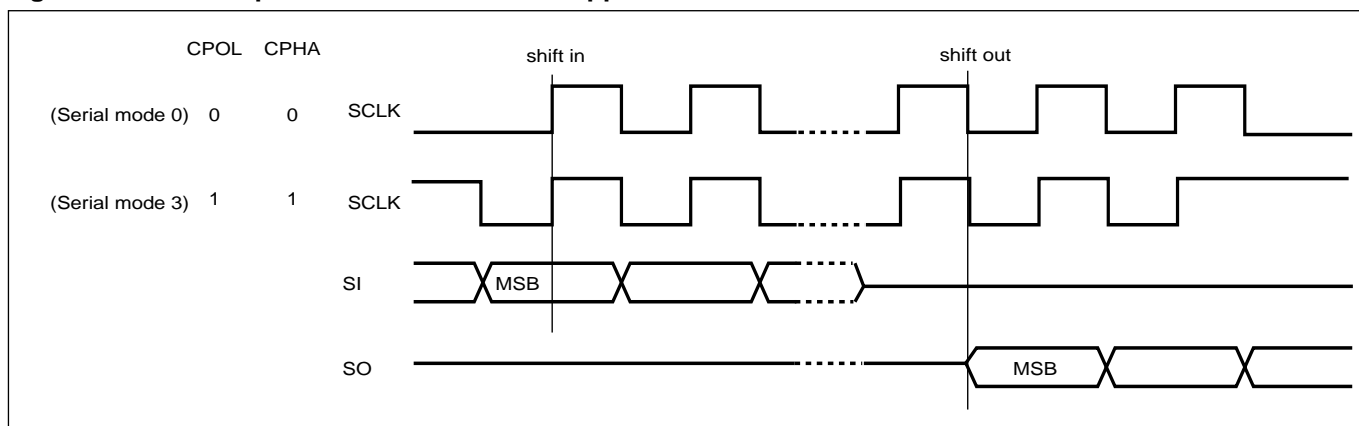 CPOL CPHA
shift in
shift out
(Serial mode 0) 0 0 SCLK
(Serial mode 3) 1 1 SCLK
SI MSB
SO MSB